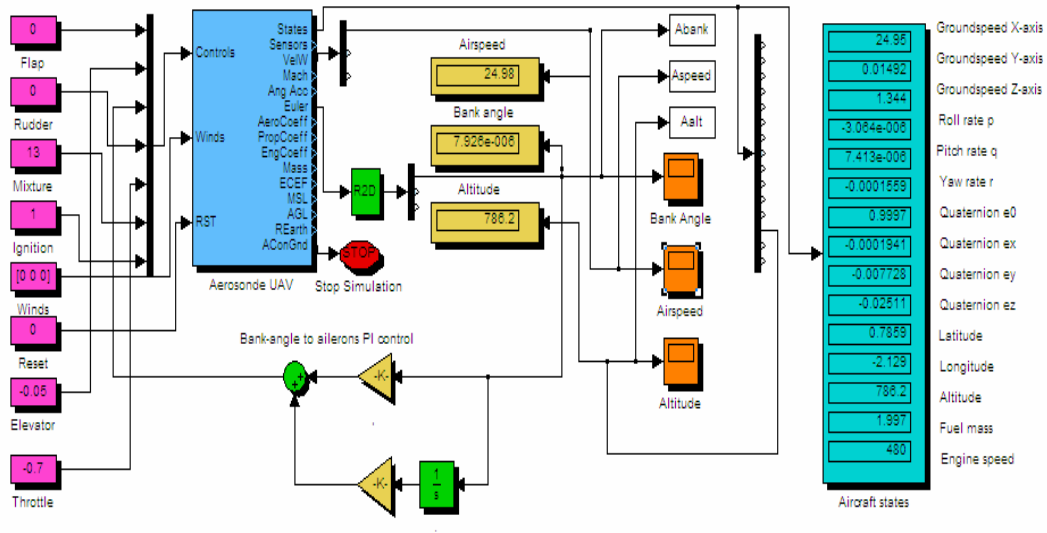 0
Flap
0
Rudder
13
Mixture
1
Ignition
[0 0 0]
Winds
0
Reset
-0.05
Elevator
-0.7
Throttle
Controls
Winds
RST
States
Sensors
VelW
Mach
Ang Acc
Euler
AeroCoeff
PropCoeff
EngCoeff
Mass
ECEF
MSL
AGL
REarth
AConGnd
Aerosonde UAV
R2D
STOP
Stop Simulation
Airspeed
24.98
Bank angle
7.926e-006
Altitude
786.2
Abank
Aspeed
Aalt
Bank Angle
Airspeed
Altitude
Bank-angle to ailerons PI control
+
+
-K-
-K-
1
s
24.95
0.01492
1.344
-3.064e-006
7.413e-006
-0.0001559
0.9997
-0.0001941
-0.007728
-0.02511
0.7859
-2.129
786.2
1.997
480
Aircraft states
Groundspeed X-axis
Groundspeed Y-axis
Groundspeed Z-axis
Roll rate p
Pitch rate q
Yaw rate r
Quaternion e0
Quaternion ex
Quaternion ey
Quaternion ez
Latitude
Longitude
Altitude
Fuel mass
Engine speed